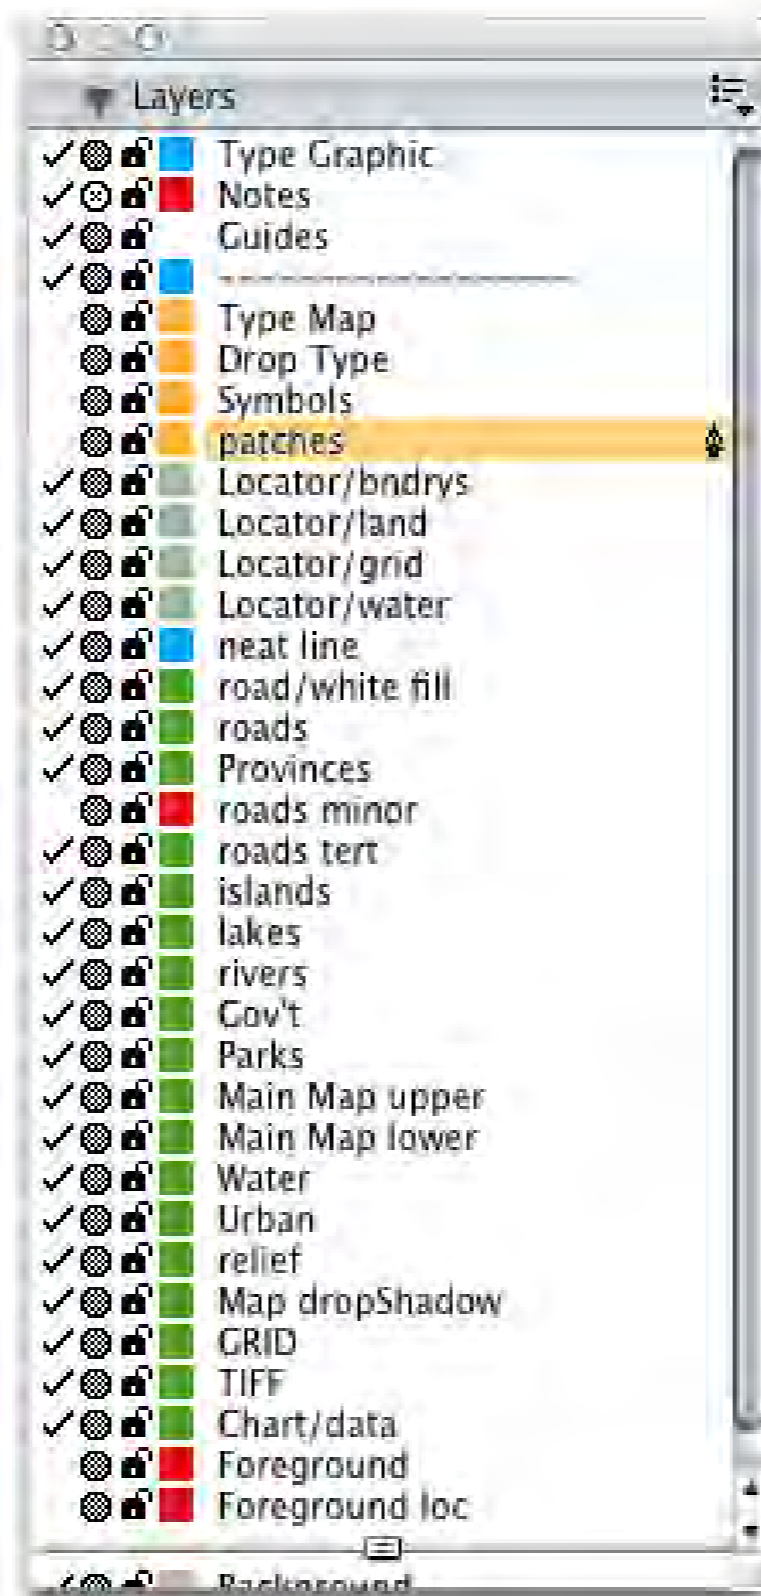 Layers
Type Graphic
Notes
Guides
--------------------
Type Map
Drop Type
Symbols
patches
Locator/bndrys
Locator/land
Locator/grid
Locator/water
neat line
road/white fill
roads
Provinces
roads minor
roads tert
islands
lakes
rivers
Gov't
Parks
Main Map upper
Main Map lower
Water
Urban
relief
Map dropShadow
GRID
TIFF
Chart/data
Foreground
Foreground loc
Background